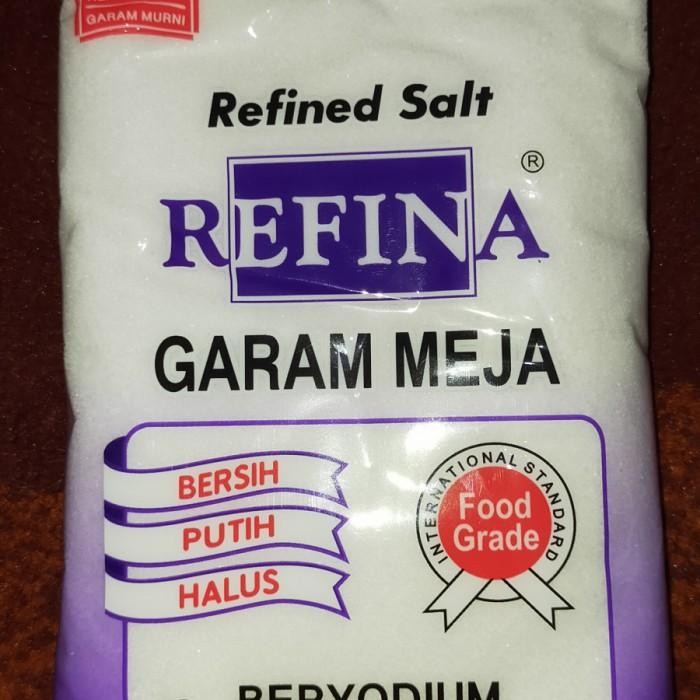 GARAM MURNI
Refined Salt
REFINA®
GARAM MEJA
BERSIH
PUTIH
HALUS
INTERNATIONAL STANDARD
Food
Grade
BERYODIUM